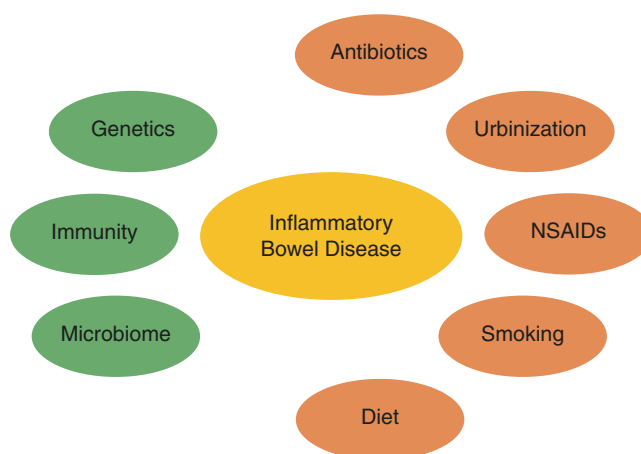 Antibiotics
Genetics
Urbinization
Immunity
Inflammatory
Bowel Disease
NSAIDs
Microbiome
Smoking
Diet